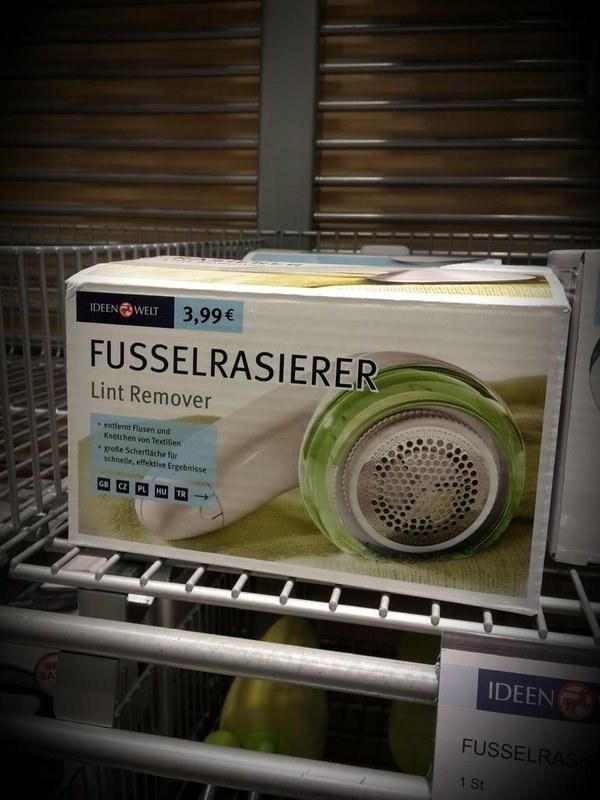 IDEEN WELT 3,99 €
FUSSELRASIERER
Lint Remover
• entfernt Flusen und
Knötchen von Textilien
• große Scherfläche für
schnelle, effektive Ergebnisse
GB CZ PL HU TR →
IDEEN
FUSSELRASI
1 St